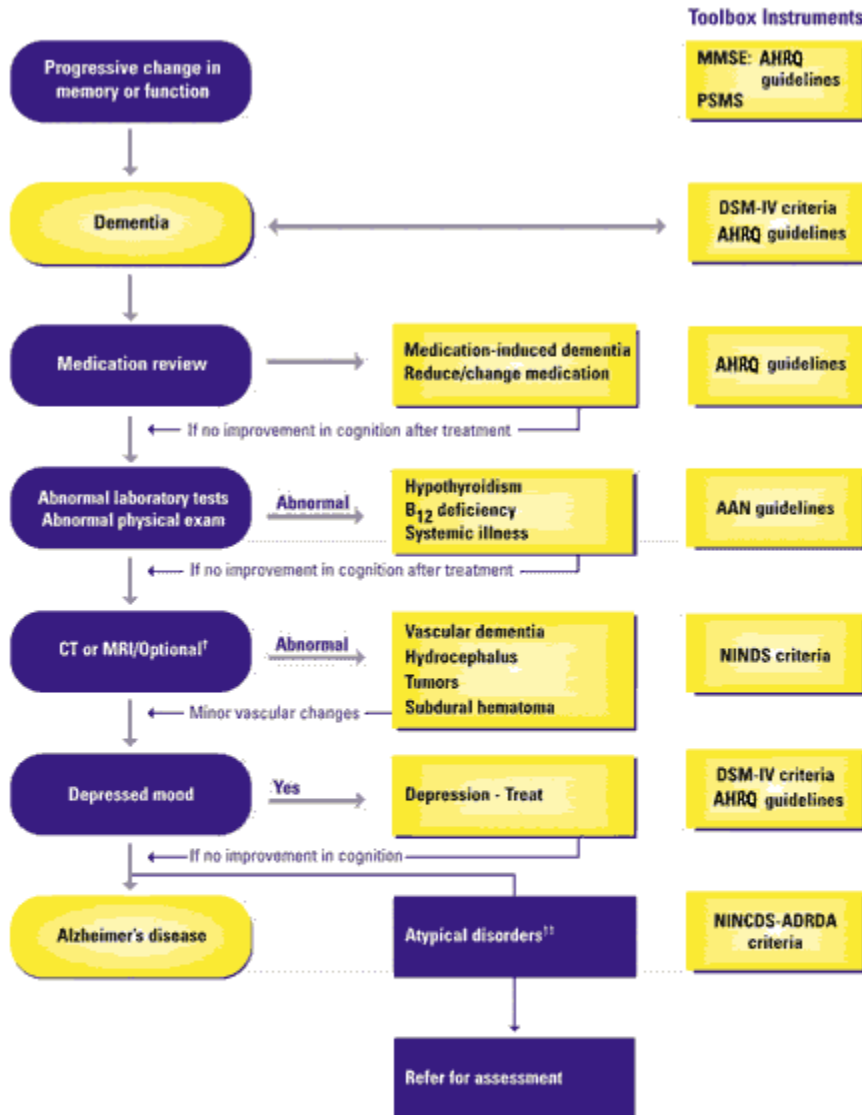 Toolbox Instruments
Progressive change in
memory or function
MMSE: AHRQ
guidelines
PSMS
Dementia
DSM-IV criteria
AHRQ guidelines
Medication review
Medication-induced dementia
Reduce/change medication
AHRQ guidelines
If no improvement in cognition after treatment
Abnormal laboratory tests
Abnormal physical exam
Abnormal
Hypothyroidism
B12 deficiency
Systemic illness
AAN guidelines
If no improvement in cognition after treatment
CT or MRI/Optional†
Abnormal
Vascular dementia
Hydrocephalus
Tumors
Subdural hematoma
NINDS criteria
Minor vascular changes
Depressed mood
Yes
Depression - Treat
DSM-IV criteria
AHRQ guidelines
If no improvement in cognition
Alzheimer's disease
Atypical disorders††
NINCDS-ADRDA
criteria
Refer for assessment